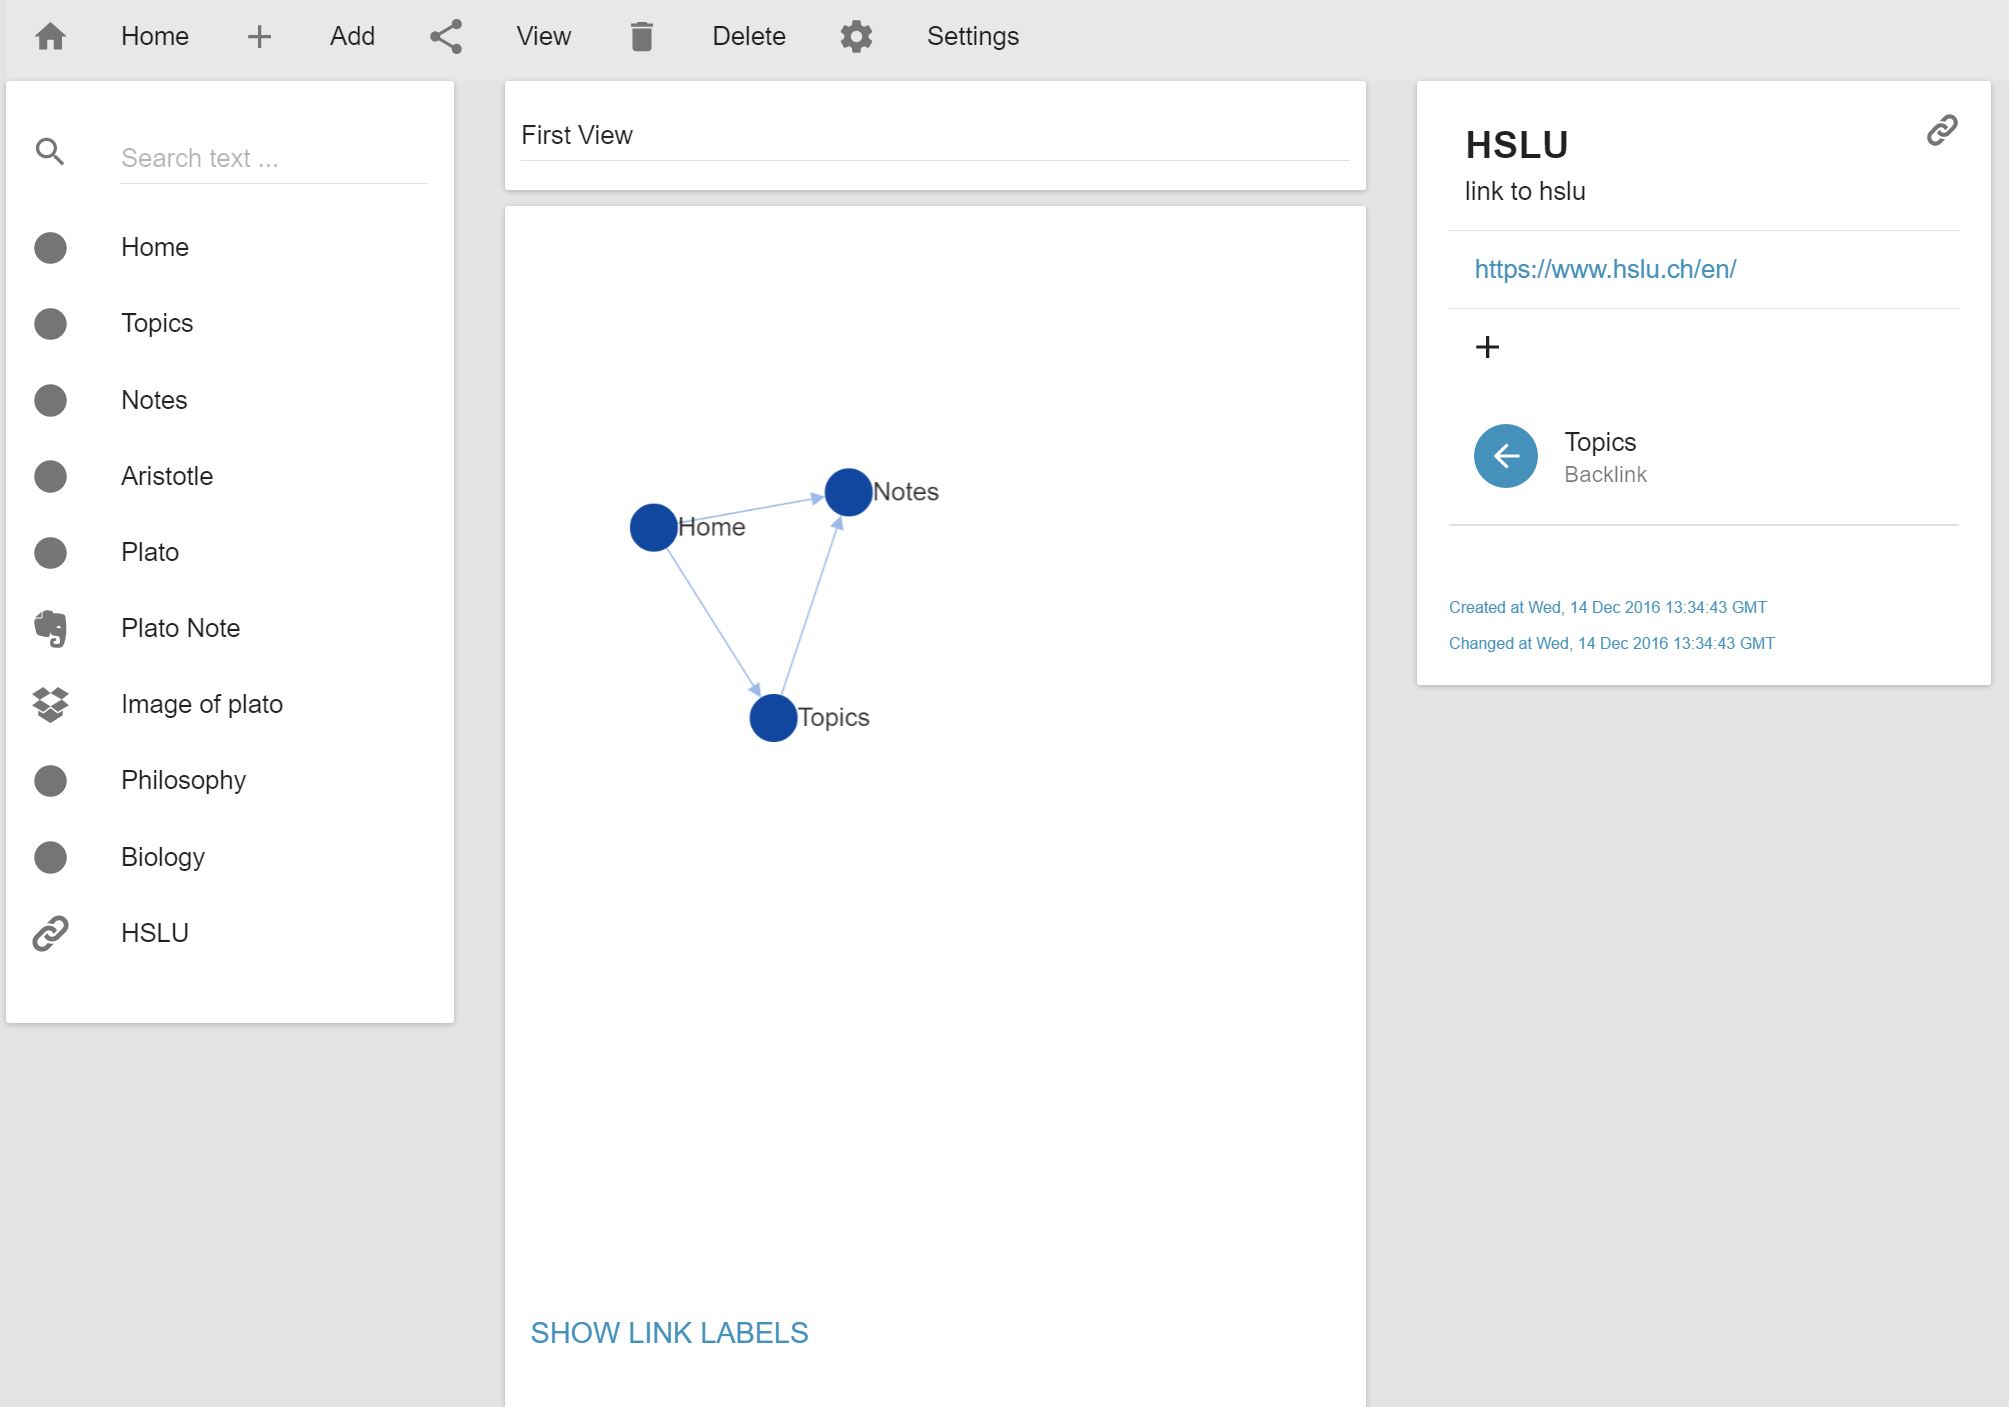 Home
Add
View
Delete
Settings
Search text ...
Home
Topics
Notes
Aristotle
Plato
Plato Note
Image of plato
Philosophy
Biology
HSLU
First View
Notes
Home
Topics
SHOW LINK LABELS
HSLU
link to hslu
https://www.hslu.ch/en/
Topics
Backlink
Created at Wed, 14 Dec 2016 13:34:43 GMT
Changed at Wed, 14 Dec 2016 13:34:43 GMT